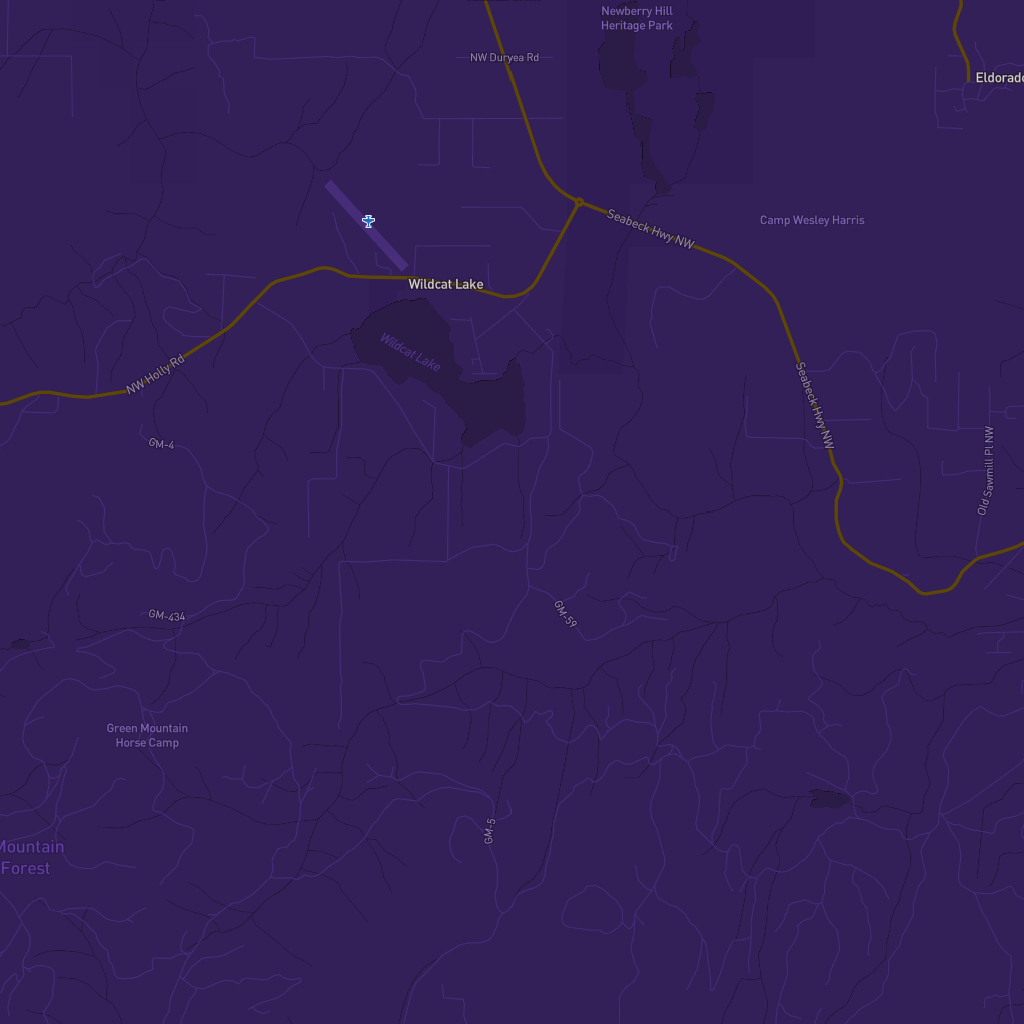 Newberry Hill
Heritage Park
NW Duryea Rd
Eldorado
Seabeck Hwy NW
Camp Wesley Harris
Wildcat Lake
Wildcat Lake
NW Holly Rd
Seabeck Hwy NW
GM-4
Old Sawmill Pl NW
GM-434
GM-59
Green Mountain
Horse Camp
GM-5
Mountain
Forest